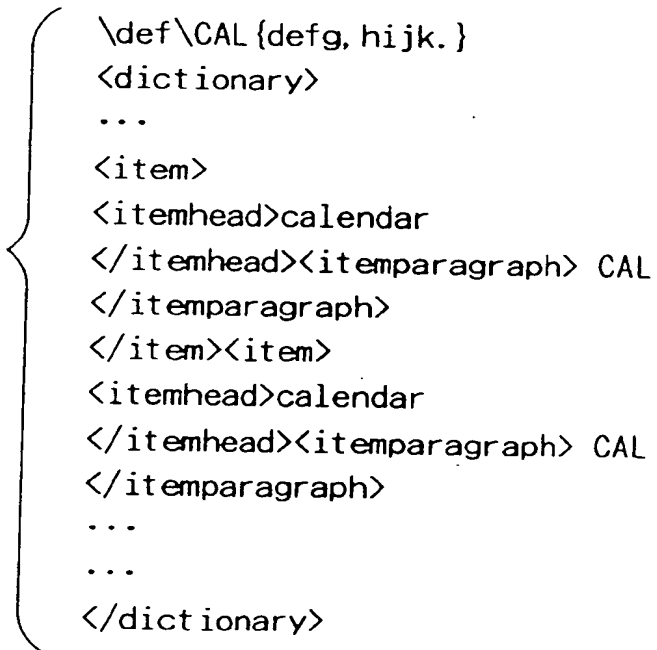 \def\CAL{defg, hijk.}
<dictionary>
...
<item>
<itemhead>calendar
</itemhead><itemparagraph> CAL
</itemparagraph>
</item><item>
<itemhead>calendar
</itemhead><itemparagraph> CAL
</itemparagraph>
...
...
</dictionary>